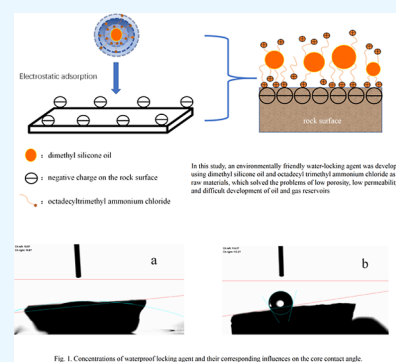 Electrostatic adsorption
rock surface
: dimethyl silicone oil
: negative charge on the rock surface
: octadecyltrimethyl ammonium chloride
In this study, an environmentally friendly water-locking agent was develop
using dimethyl silicone oil and octadecyl trimethyl ammonium chloride as
raw materials, which solved the problems of low porosity, low permeability
and difficult development of oil and gas reservoirs
a
b
Fig. 1. Concentrations of waterproof locking agent and their corresponding influences on the core contact angle.